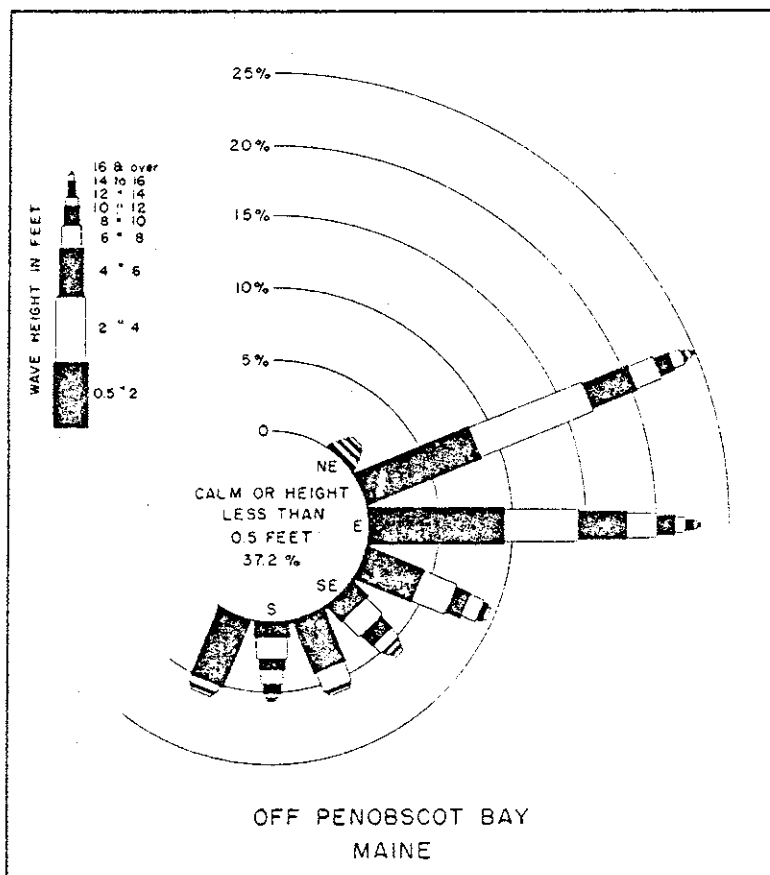 25%
20%
15%
10%
5%
0
16 & over
14 to 16
12 " 14
10 " 12
8 " 10
6 " 8
4 " 6
2 " 4
0.5 " 2
WAVE HEIGHT IN FEET
NE
CALM OR HEIGHT
LESS THAN
0.5 FEET
37.2 %
E
SE
S
OFF PENOBSCOT BAY
MAINE